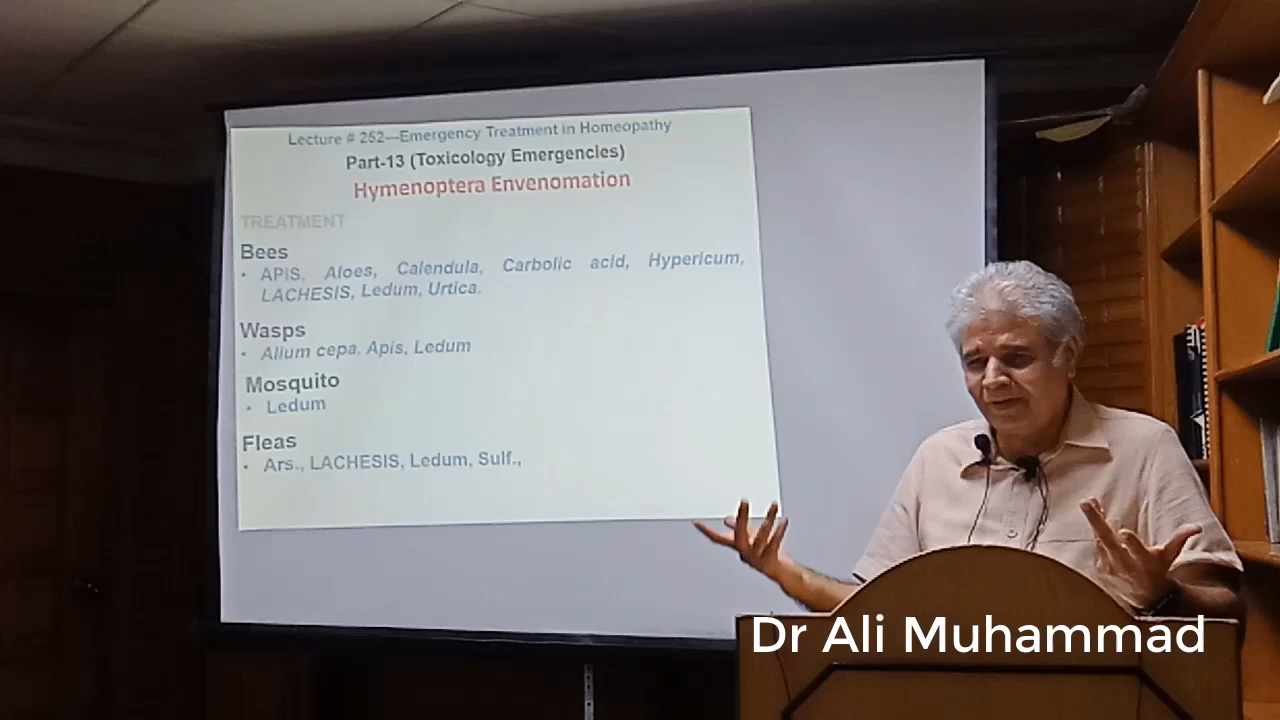 Lecture # 252—Emergency Treatment in Homeopathy
Part-13 (Toxicology Emergencies)
Hymenoptera Envenomation
TREATMENT
Bees
• APIS, Aloes, Calendula, Carbolic acid, Hypericum,
LACHESIS, Ledum, Urtica.
Wasps
• Alium cepa. Apis, Ledum
Mosquito
• Ledum
Fleas
• Ars., LACHESIS, Ledum, Sulf.,
Dr Ali Muhammad